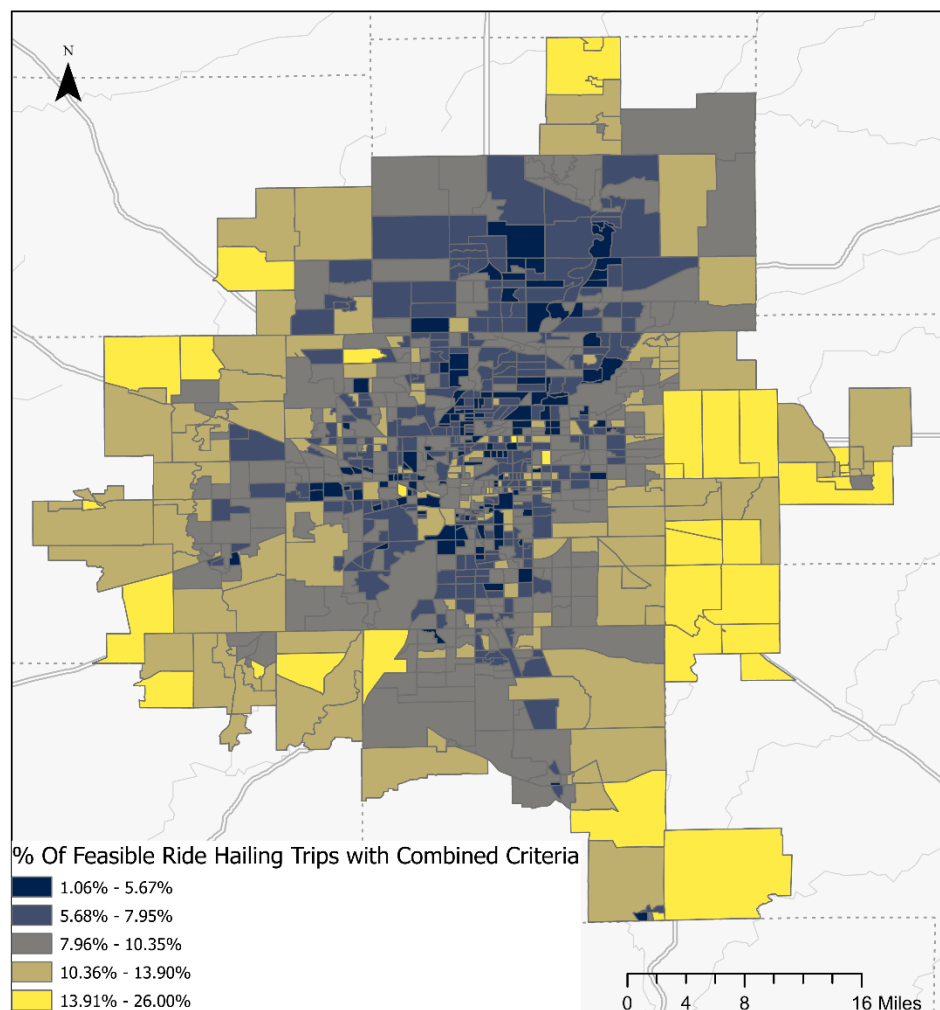 N
% Of Feasible Ride Hailing Trips with Combined Criteria
1.06% - 5.67%
5.68% - 7.95%
7.96% - 10.35%
10.36% - 13.90%
13.91% - 26.00%
0 4 8 16 Miles